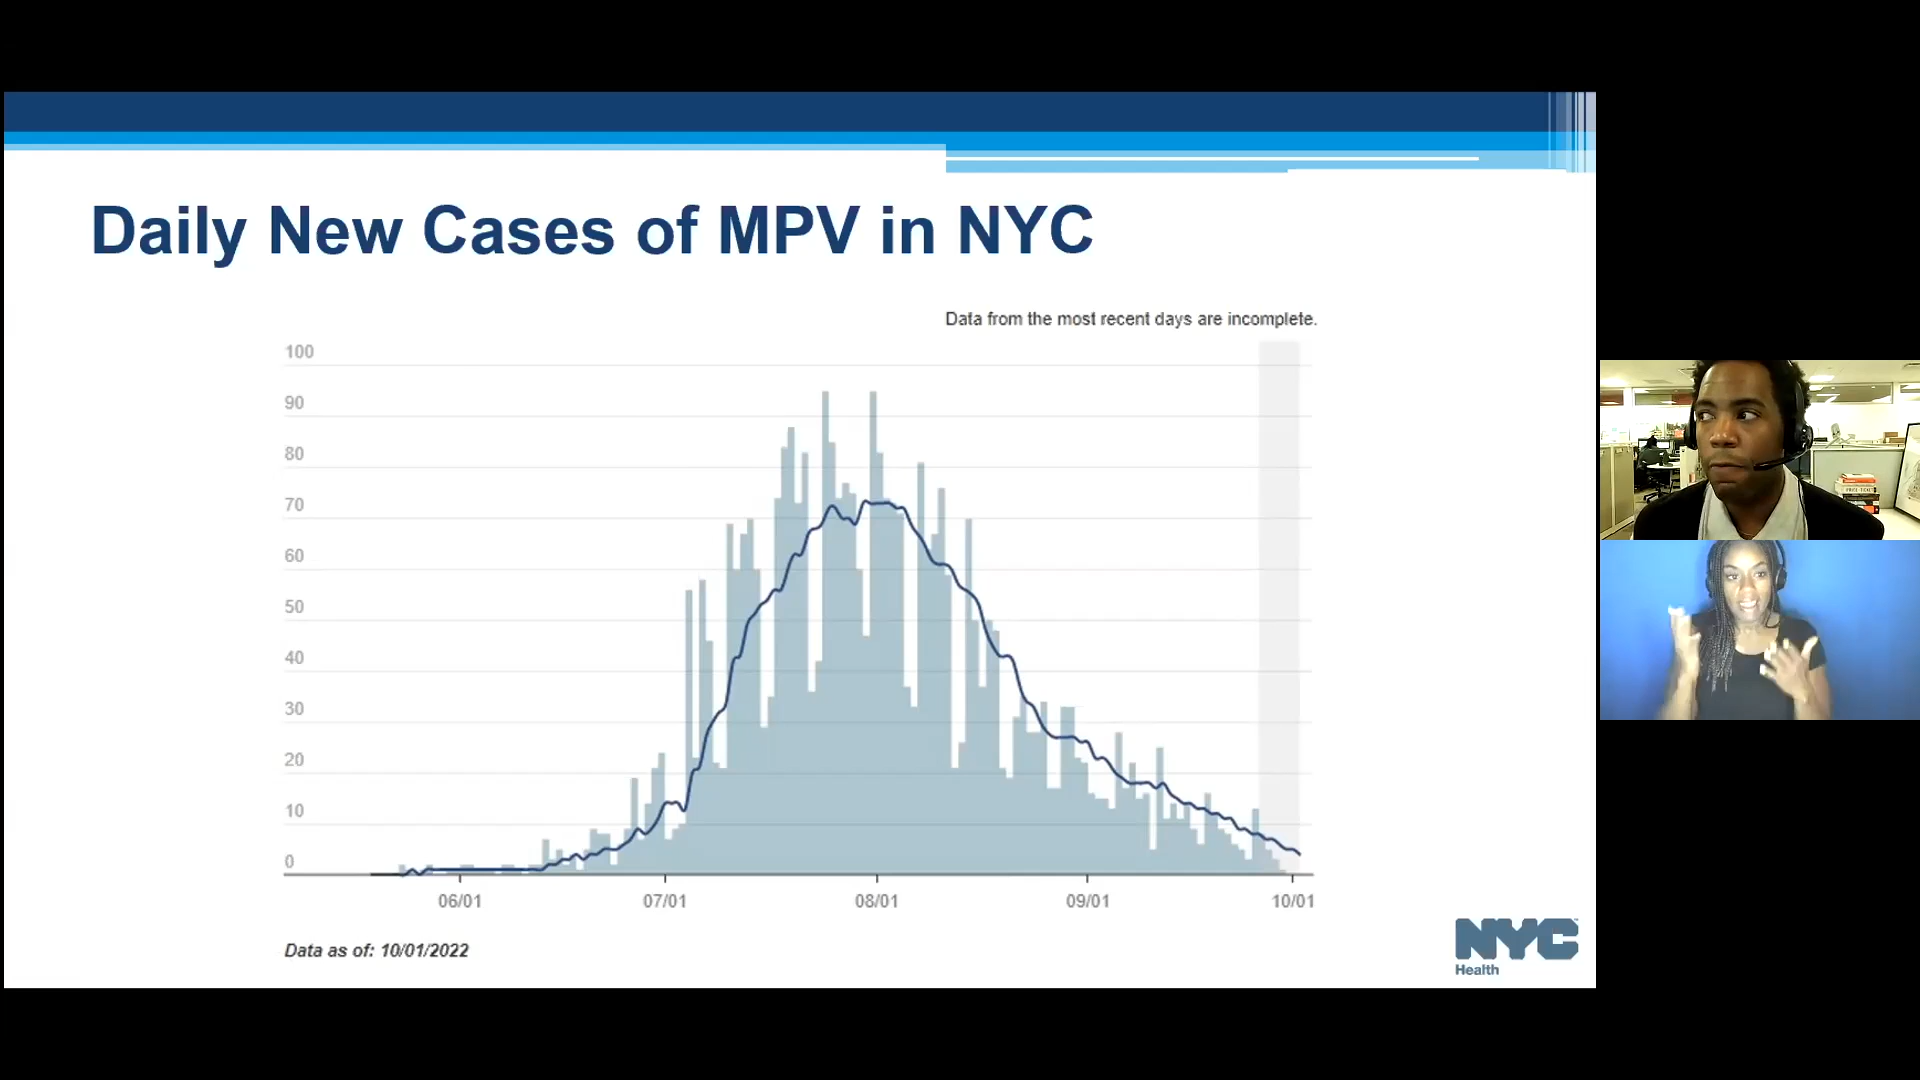 Daily New Cases of MPV in NYC
Data from the most recent days are incomplete.
100
90
80
70
60
50
40
30
20
10
0
06/01 07/01 08/01 09/01 10/01
Data as of: 10/01/2022
NYC
Health